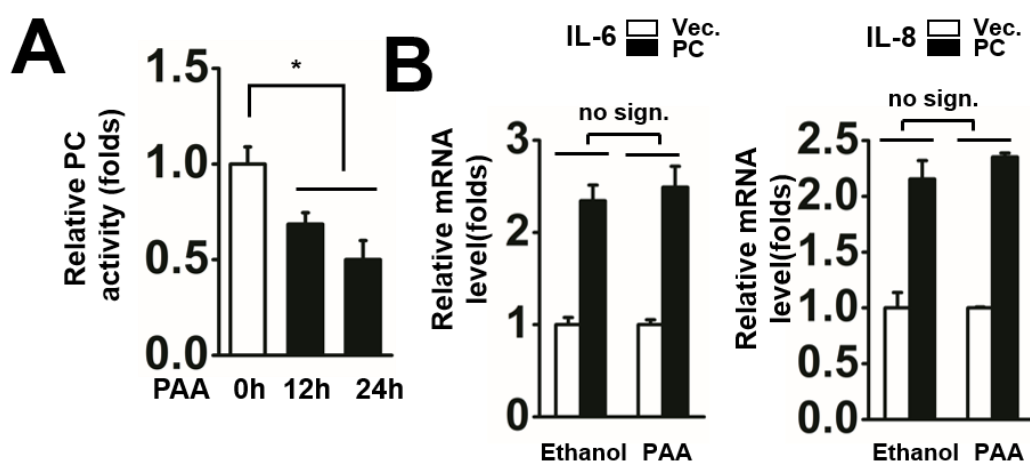 A
Relative PC
activity (folds)
1.5
1.0
0.5
0.0
*
PAA 0h 12h 24h
B
IL-6
Vec.
PC
no sign.
Relative mRNA
level(folds)
3
2
1
0
Ethanol PAA
IL-8
Vec.
PC
no sign.
Relative mRNA
level(folds)
2.5
2.0
1.5
1.0
0.5
0.0
Ethanol PAA